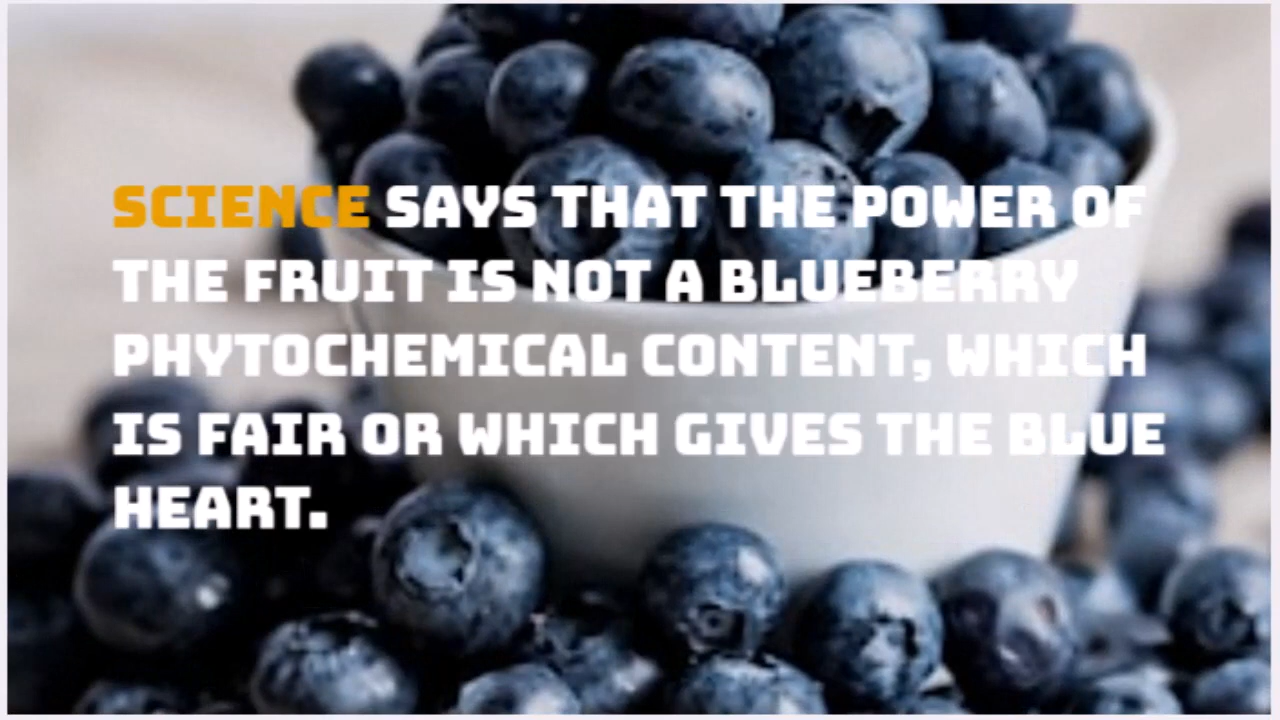 SCIENCE SAYS THAT THE POWER OF
THE FRUIT IS NOT A BLUEBERRY
PHYTOCHEMICAL CONTENT, WHICH
IS FAIR OR WHICH GIVES THE BLUE
HEART.